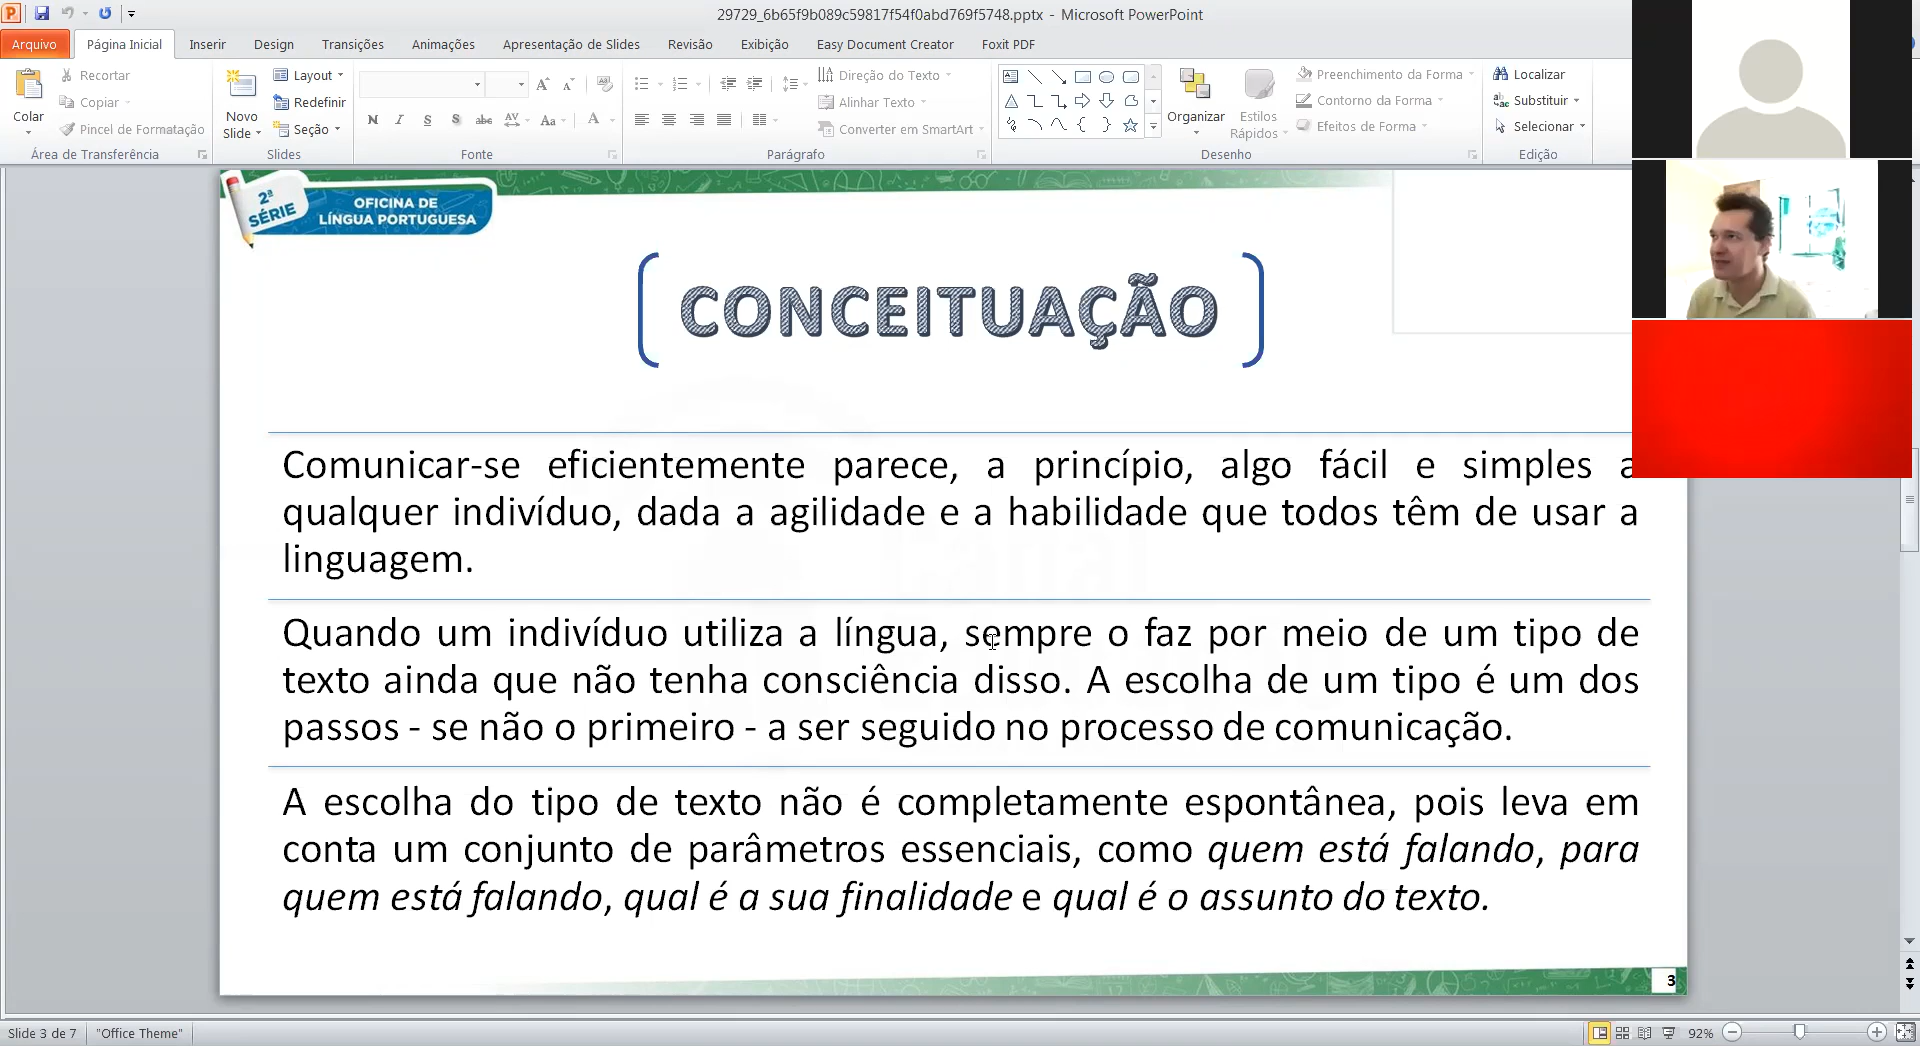 29729_6b65f9b089c59817f54f0abd769f5748.pptx - Microsoft PowerPoint
Arquivo Página Inicial Inserir Design Transições Animações Apresentação de Slides Revisão Exibição Easy Document Creator Foxit PDF
Colar
Recortar
Copiar
Pincel de Formatação
Área de Transferência
Novo
Slide
Layout
Redefinir
Seção
Slides
N I S S abc AV Aa A
Fonte
Direção do Texto
Alinhar Texto
Converter em SmartArt
Parágrafo
Organizar
Estilos
Rápidos
Preenchimento da Forma
Contorno da Forma
Efeitos de Forma
Desenho
Localizar
Substituir
Selecionar
Edição
2ª
SÉRIE
OFICINA DE
LÍNGUA PORTUGUESA
CONCEITUAÇÃO
Comunicar-se eficientemente parece, a princípio, algo fácil e simples a
qualquer indivíduo, dada a agilidade e a habilidade que todos têm de usar a
linguagem.
Quando um indivíduo utiliza a língua, sempre o faz por meio de um tipo de
texto ainda que não tenha consciência disso. A escolha de um tipo é um dos
passos - se não o primeiro - a ser seguido no processo de comunicação.
A escolha do tipo de texto não é completamente espontânea, pois leva em
conta um conjunto de parâmetros essenciais, como quem está falando, para
quem está falando, qual é a sua finalidade e qual é o assunto do texto.
3
Slide 3 de 7 "Office Theme" 92%